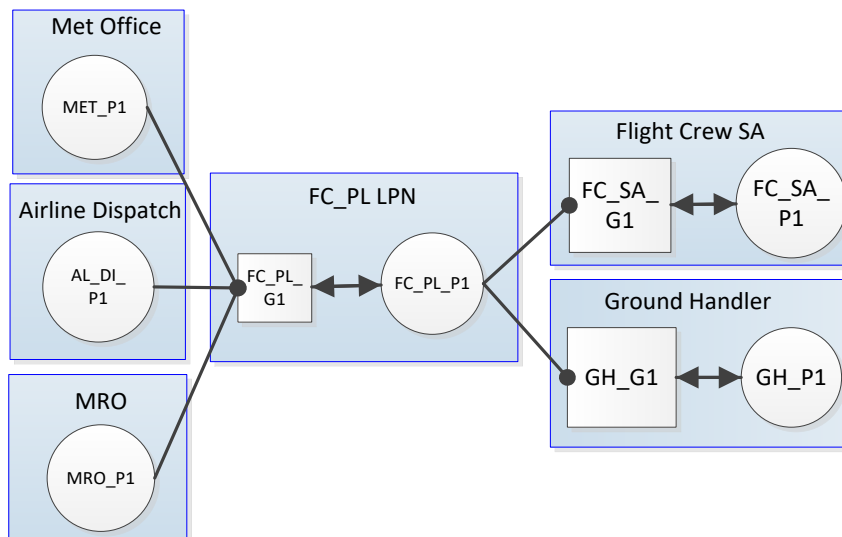 Met Office
MET_P1
Airline Dispatch
AL_DI_
P1
MRO
MRO_P1
FC_PL LPN
FC_PL_
G1
FC_PL_P1
Flight Crew SA
FC_SA_
G1
FC_SA_
P1
Ground Handler
GH_G1
GH_P1